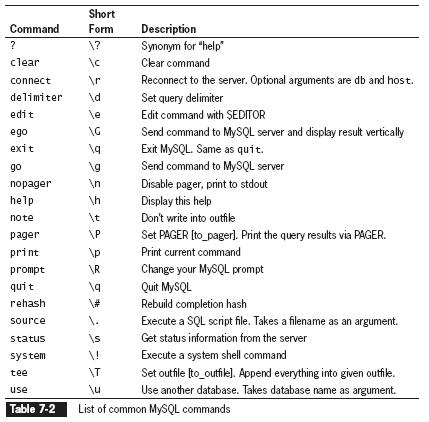 Short
Command Form Description
? \? Synonym for “help”
clear \c Clear command
connect \r Reconnect to the server. Optional arguments are db and host.
delimiter \d Set query delimiter
edit \e Edit command with $EDITOR
ego \G Send command to MySQL server and display result vertically
exit \q Exit MySQL. Same as quit.
go \g Send command to MySQL server
nopager \n Disable pager, print to stdout
help \h Display this help
note \t Don't write into outfile
pager \P Set PAGER [to_pager]. Print the query results via PAGER.
print \p Print current command
prompt \R Change your MySQL prompt
quit \q Quit MySQL
rehash \# Rebuild completion hash
source \. Execute a SQL script file. Takes a filename as an argument.
status \s Get status information from the server
system \! Execute a system shell command
tee \T Set outfile [to_outfile]. Append everything into given outfile.
use \u Use another database. Takes database name as argument.
Table 7-2 List of common MySQL commands